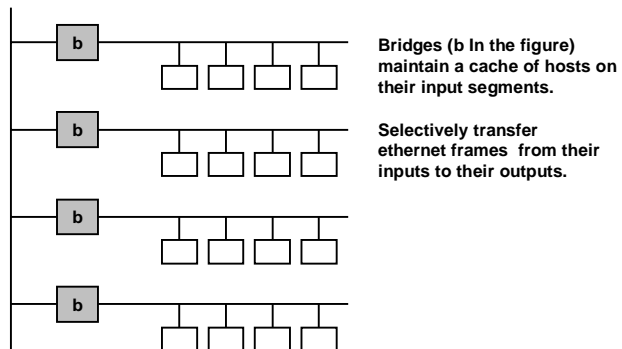 b
Bridges (b In the figure)
maintain a cache of hosts on
their input segments.
b
Selectively transfer
ethernet frames from their
inputs to their outputs.
b
b